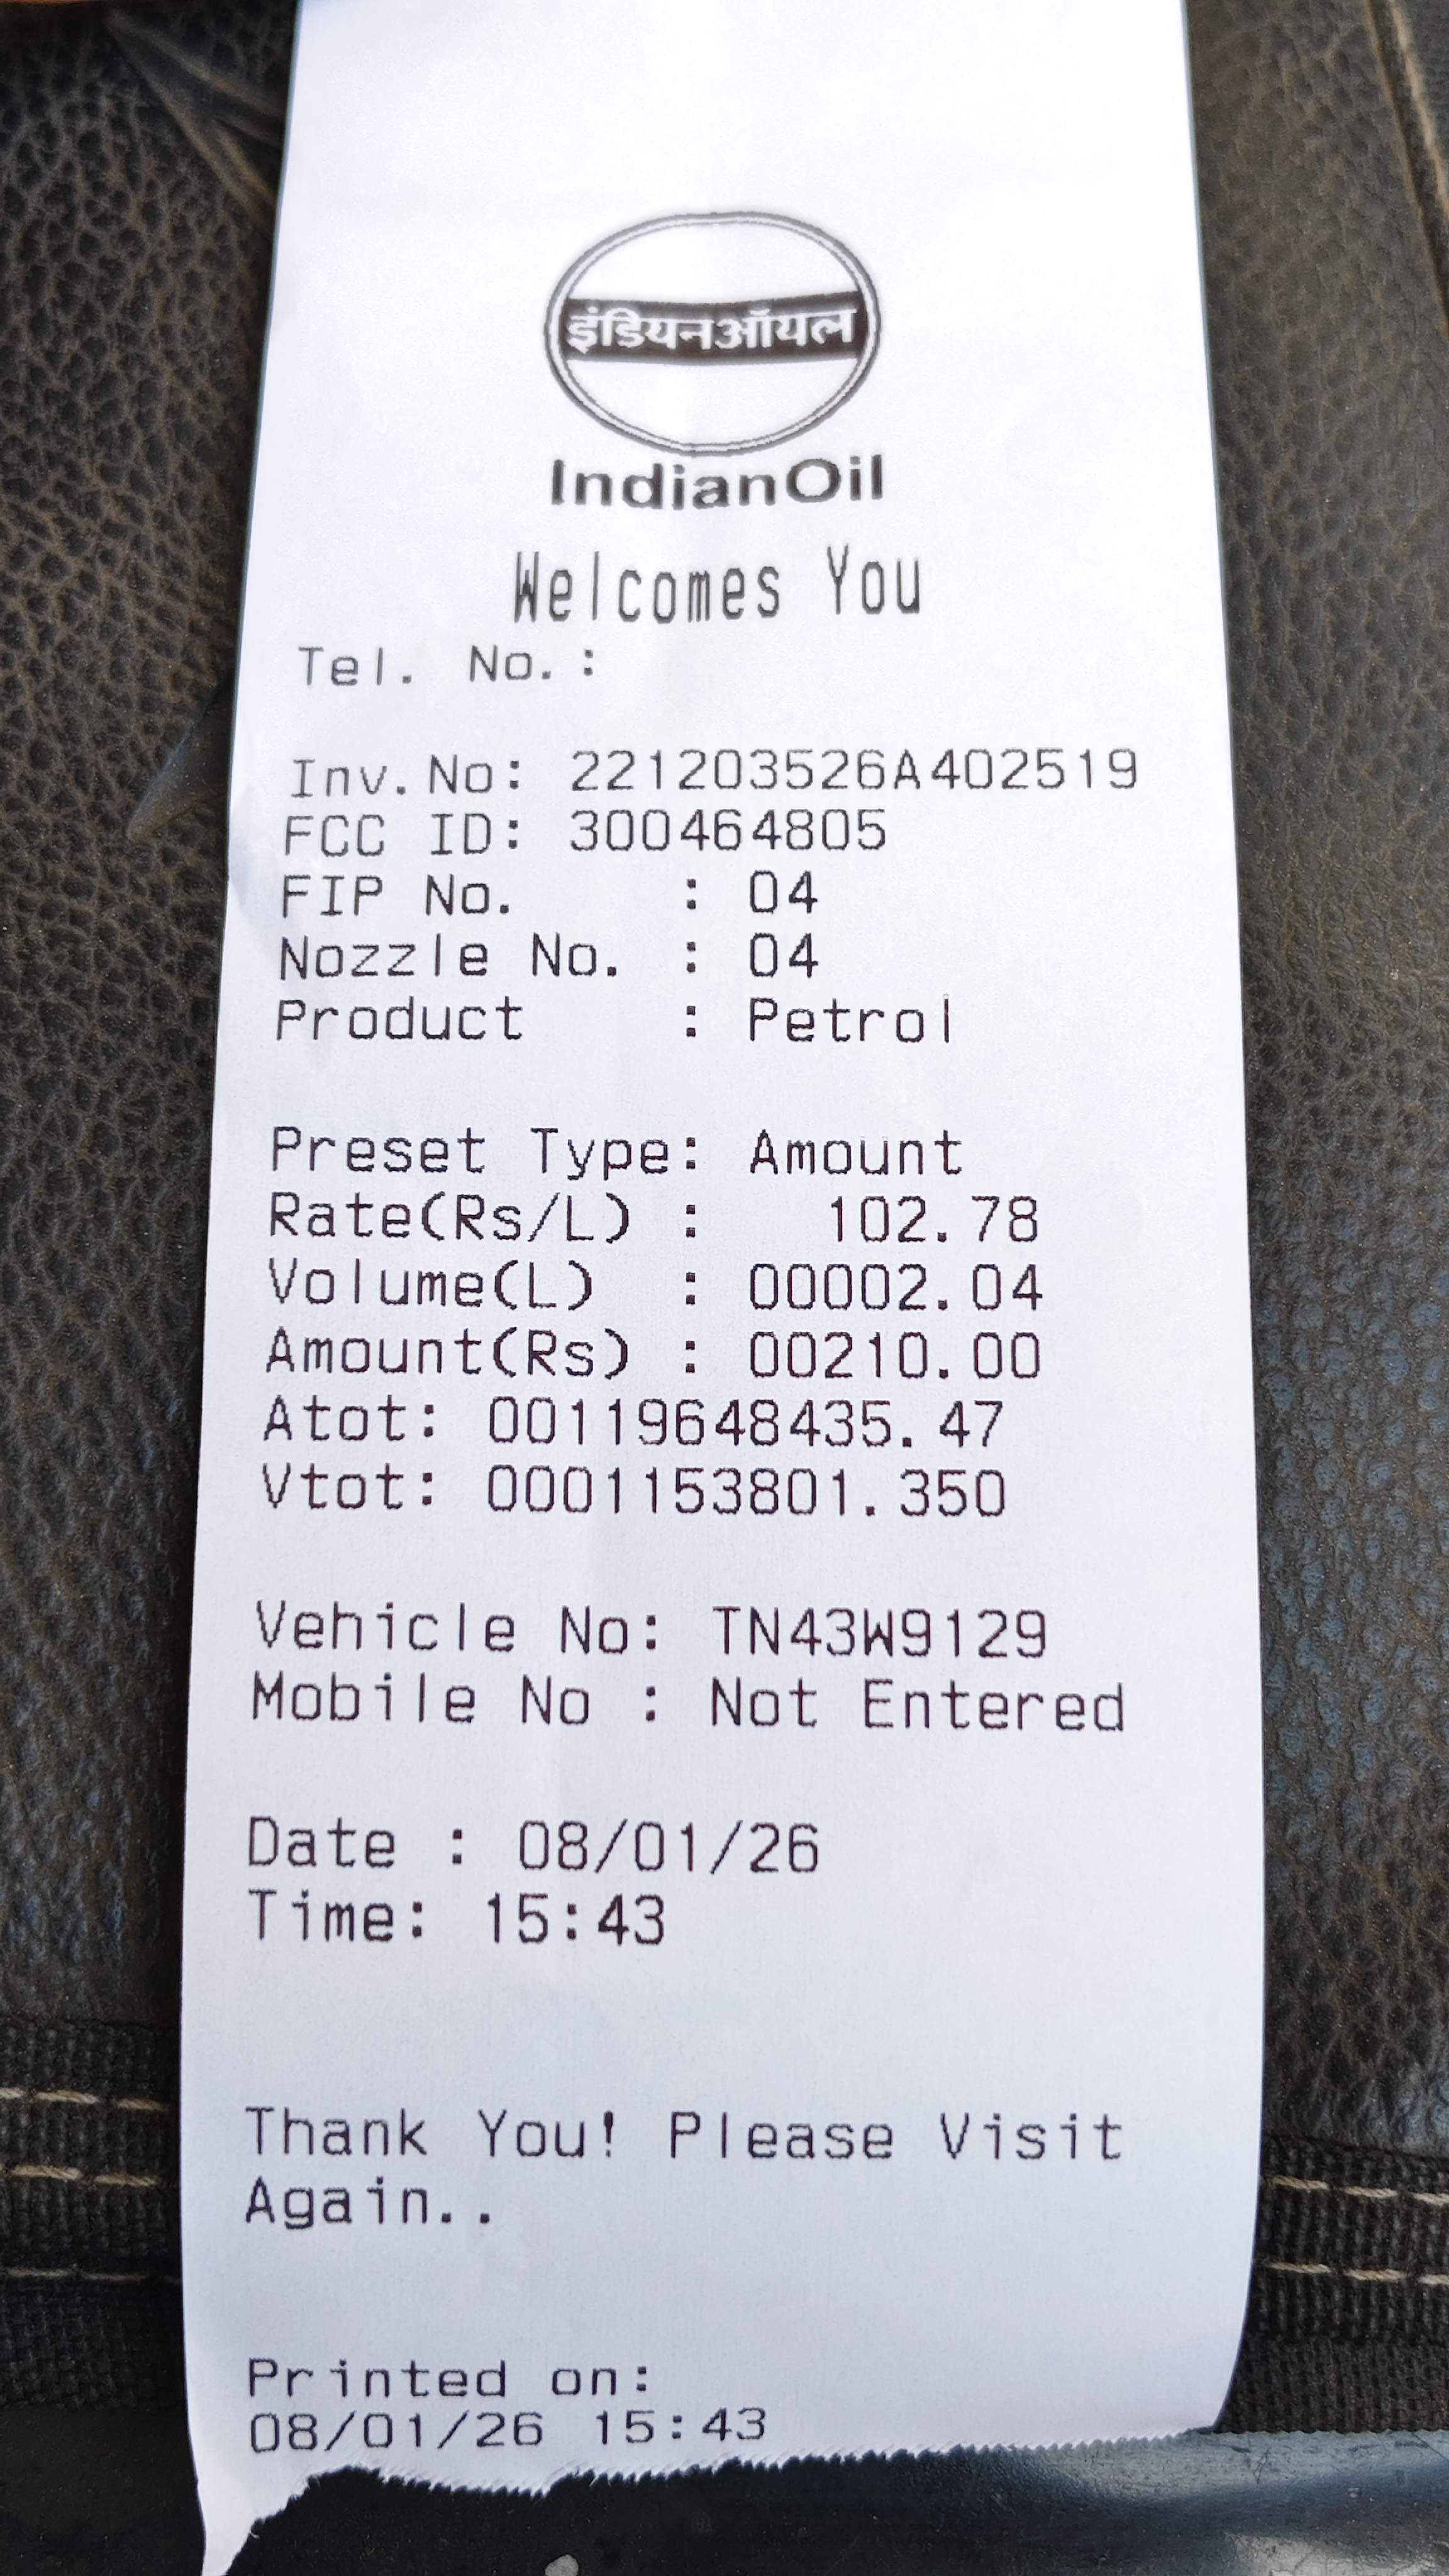 इंडियनऑयल
IndianOil
Welcomes You
Tel. No.:
Inv.No: 221203526A402519
FCC ID: 300464805
FIP No. : 04
Nozzle No. : 04
Product : Petrol
Preset Type: Amount
Rate(Rs/L) : 102.78
Volume(L) : 00002.04
Amount(Rs) : 00210.00
Atot: 00119648435.47
Vtot: 0001153801.350
Vehicle No: TN43W9129
Mobile No : Not Entered
Date : 08/01/26
Time: 15:43
Thank You! Please Visit
Again..
Printed on:
08/01/26 15:43